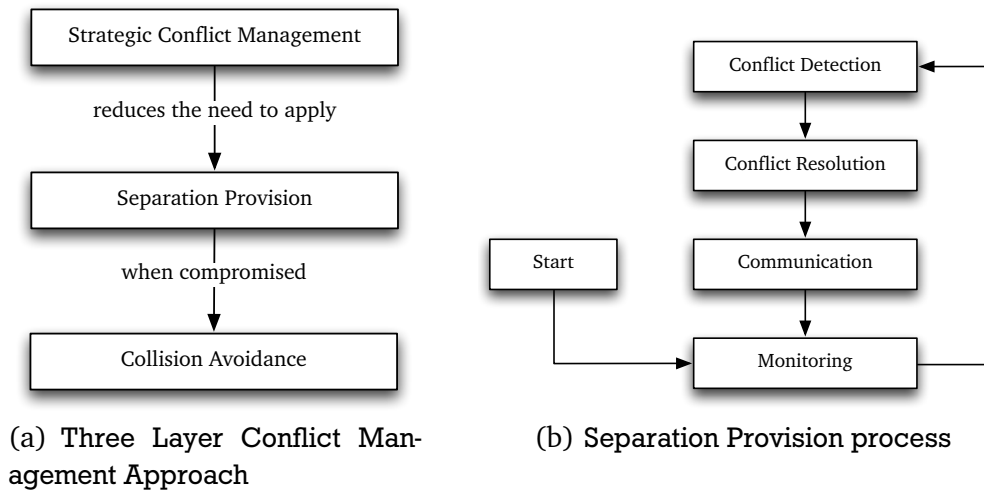 Strategic Conflict Management
reduces the need to apply
Separation Provision
when compromised
Collision Avoidance
(a) Three Layer Conflict Man-
agement Approach
Conflict Detection
Conflict Resolution
Start
Communication
Monitoring
(b) Separation Provision process